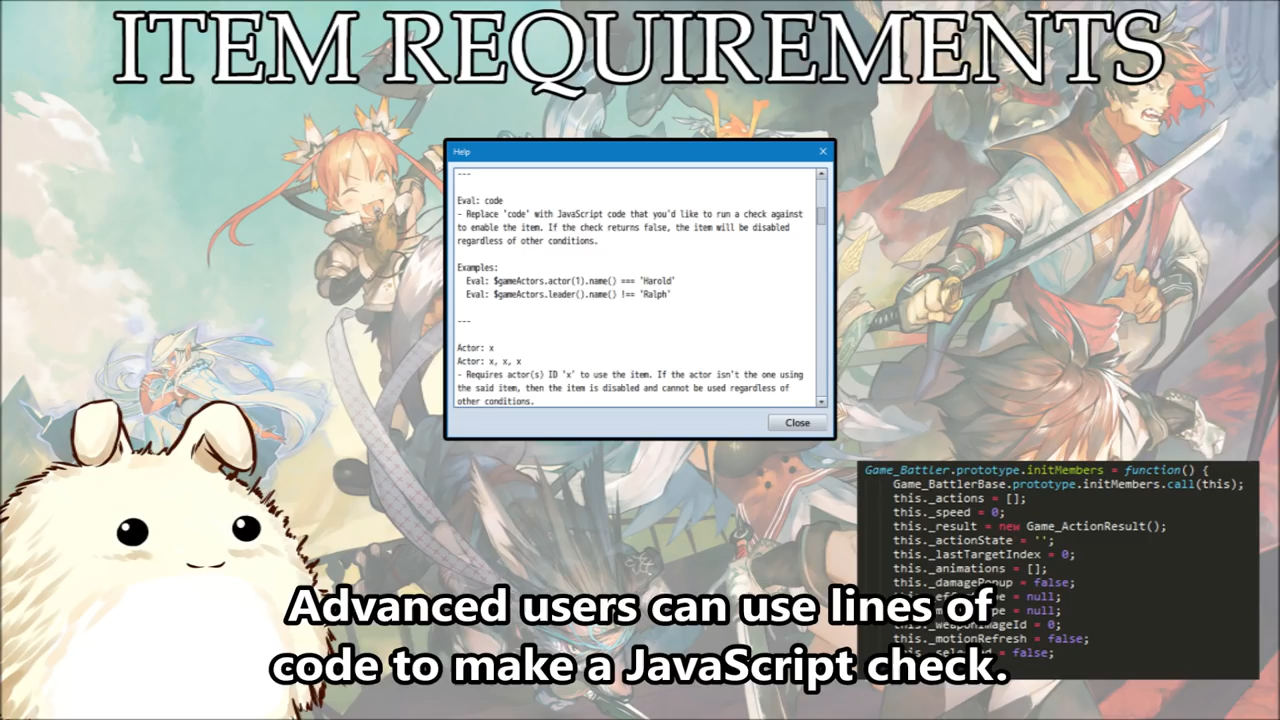 ITEM REQUIREMENTS
Help
---
Eval: code
- Replace 'code' with JavaScript code that you'd like to run a check against
to enable the item. If the check returns false, the item will be disabled
regardless of other conditions.
Examples:
Eval: $gameActors.actor(1).name() === 'Harold'
Eval: $gameActors.leader().name() !== 'Ralph'
---
Actor: x
Actor: x, x, x
- Requires actor(s) ID 'x' to use the item. If the actor isn't the one using
the said item, then the item is disabled and cannot be used regardless of
other conditions.
Close
Game_Battler.prototype.initMembers = function() {
Game_BattlerBase.prototype.initMembers.call(this);
this._actions = [];
this._speed = 0;
this._result = new Game_ActionResult();
this._actionState = '';
this._lastTargetIndex = 0;
this._animations = [];
this._damagePopup = false;
= null;
= null;
this._weaponImageId = 0;
this._motionRefresh = false;
= false;
Advanced users can use lines of
code to make a JavaScript check.